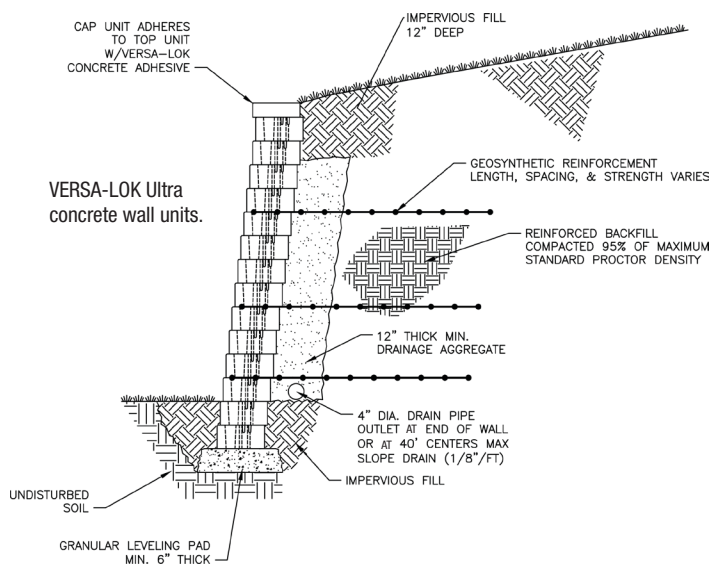 CAP UNIT ADHERES
TO TOP UNIT
W/VERSA-LOK
CONCRETE ADHESIVE
IMPERVIOUS FILL
12" DEEP
VERSA-LOK Ultra
concrete wall units.
GEOSYNTHETIC REINFORCEMENT
LENGTH, SPACING, & STRENGTH VARIES
REINFORCED BACKFILL
COMPACTED 95% OF MAXIMUM
STANDARD PROCTOR DENSITY
12" THICK MIN.
DRAINAGE AGGREGATE
4" DIA. DRAIN PIPE
OUTLET AT END OF WALL
OR AT 40' CENTERS MAX
SLOPE DRAIN (1/8"/FT)
IMPERVIOUS FILL
UNDISTURBED
SOIL
GRANULAR LEVELING PAD
MIN. 6" THICK